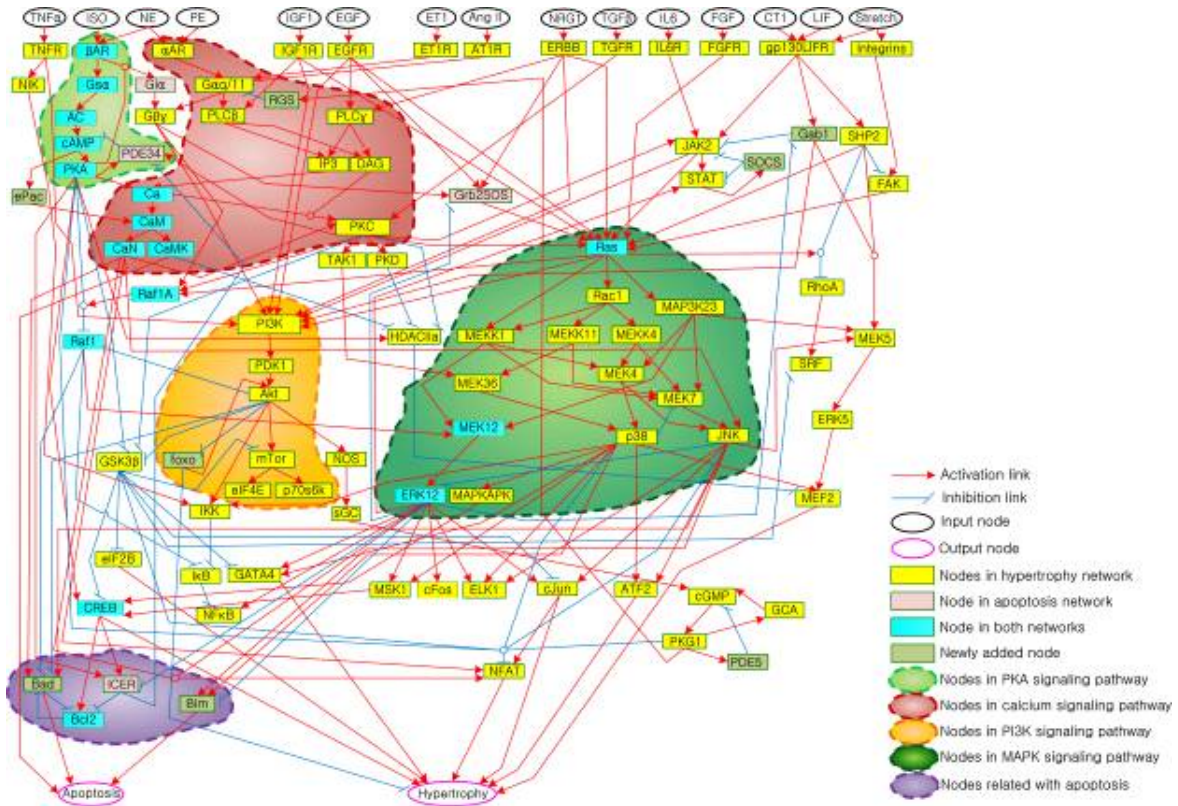 TNFα ISO NE PE IGF1 EGF ET1 Ang II NRG1 TGFβ IL6 FGF CT1 LIF Stretch
TNFR βAR αAR IGF1R EGFR ET1R AT1R ERBB TGFR IL6R FGFR gp130LIFR Integrins
NIK Gsα Giα Gαq/11 RGS
AC Gβγ PLCβ PLCγ
cAMP PDE34 JAK2 Gab1 SHP2
PKA IP3 DAG STAT SOCS FAK
ePac Ca Grb2SOS
CaM PKC
CaN CaMK TAK1 PKD Ras
Raf1A Rac1 MAP3K23 RhoA
PI3K HDACIIa MEKK1 MEKK11 MEKK4 MEK5
Raf1 PDK1 MEK4 SRF
Akt MEK36 MEK7
MEK12 p38 JNK ERK5
GSK3β foxo mTor NOS
eIF4E p70s6k ERK12 MAPKAPK MEF2
IKK sGC
eIF2B
IkB GATA4 MSK1 cFos ELK1 cJun ATF2 cGMP
CREB NFκB GCA
PKG1
NFAT PDE5
Bad ICER
Bim
Bcl2
Apoptosis Hypertrophy
Activation link
Inhibition link
Input node
Output node
Nodes in hypertrophy network
Node in apoptosis network
Node in both networks
Newly added node
Nodes in PKA signaling pathway
Nodes in calcium signaling pathway
Nodes in PI3K signaling pathway
Nodes in MAPK signaling pathway
Nodes related with apoptosis